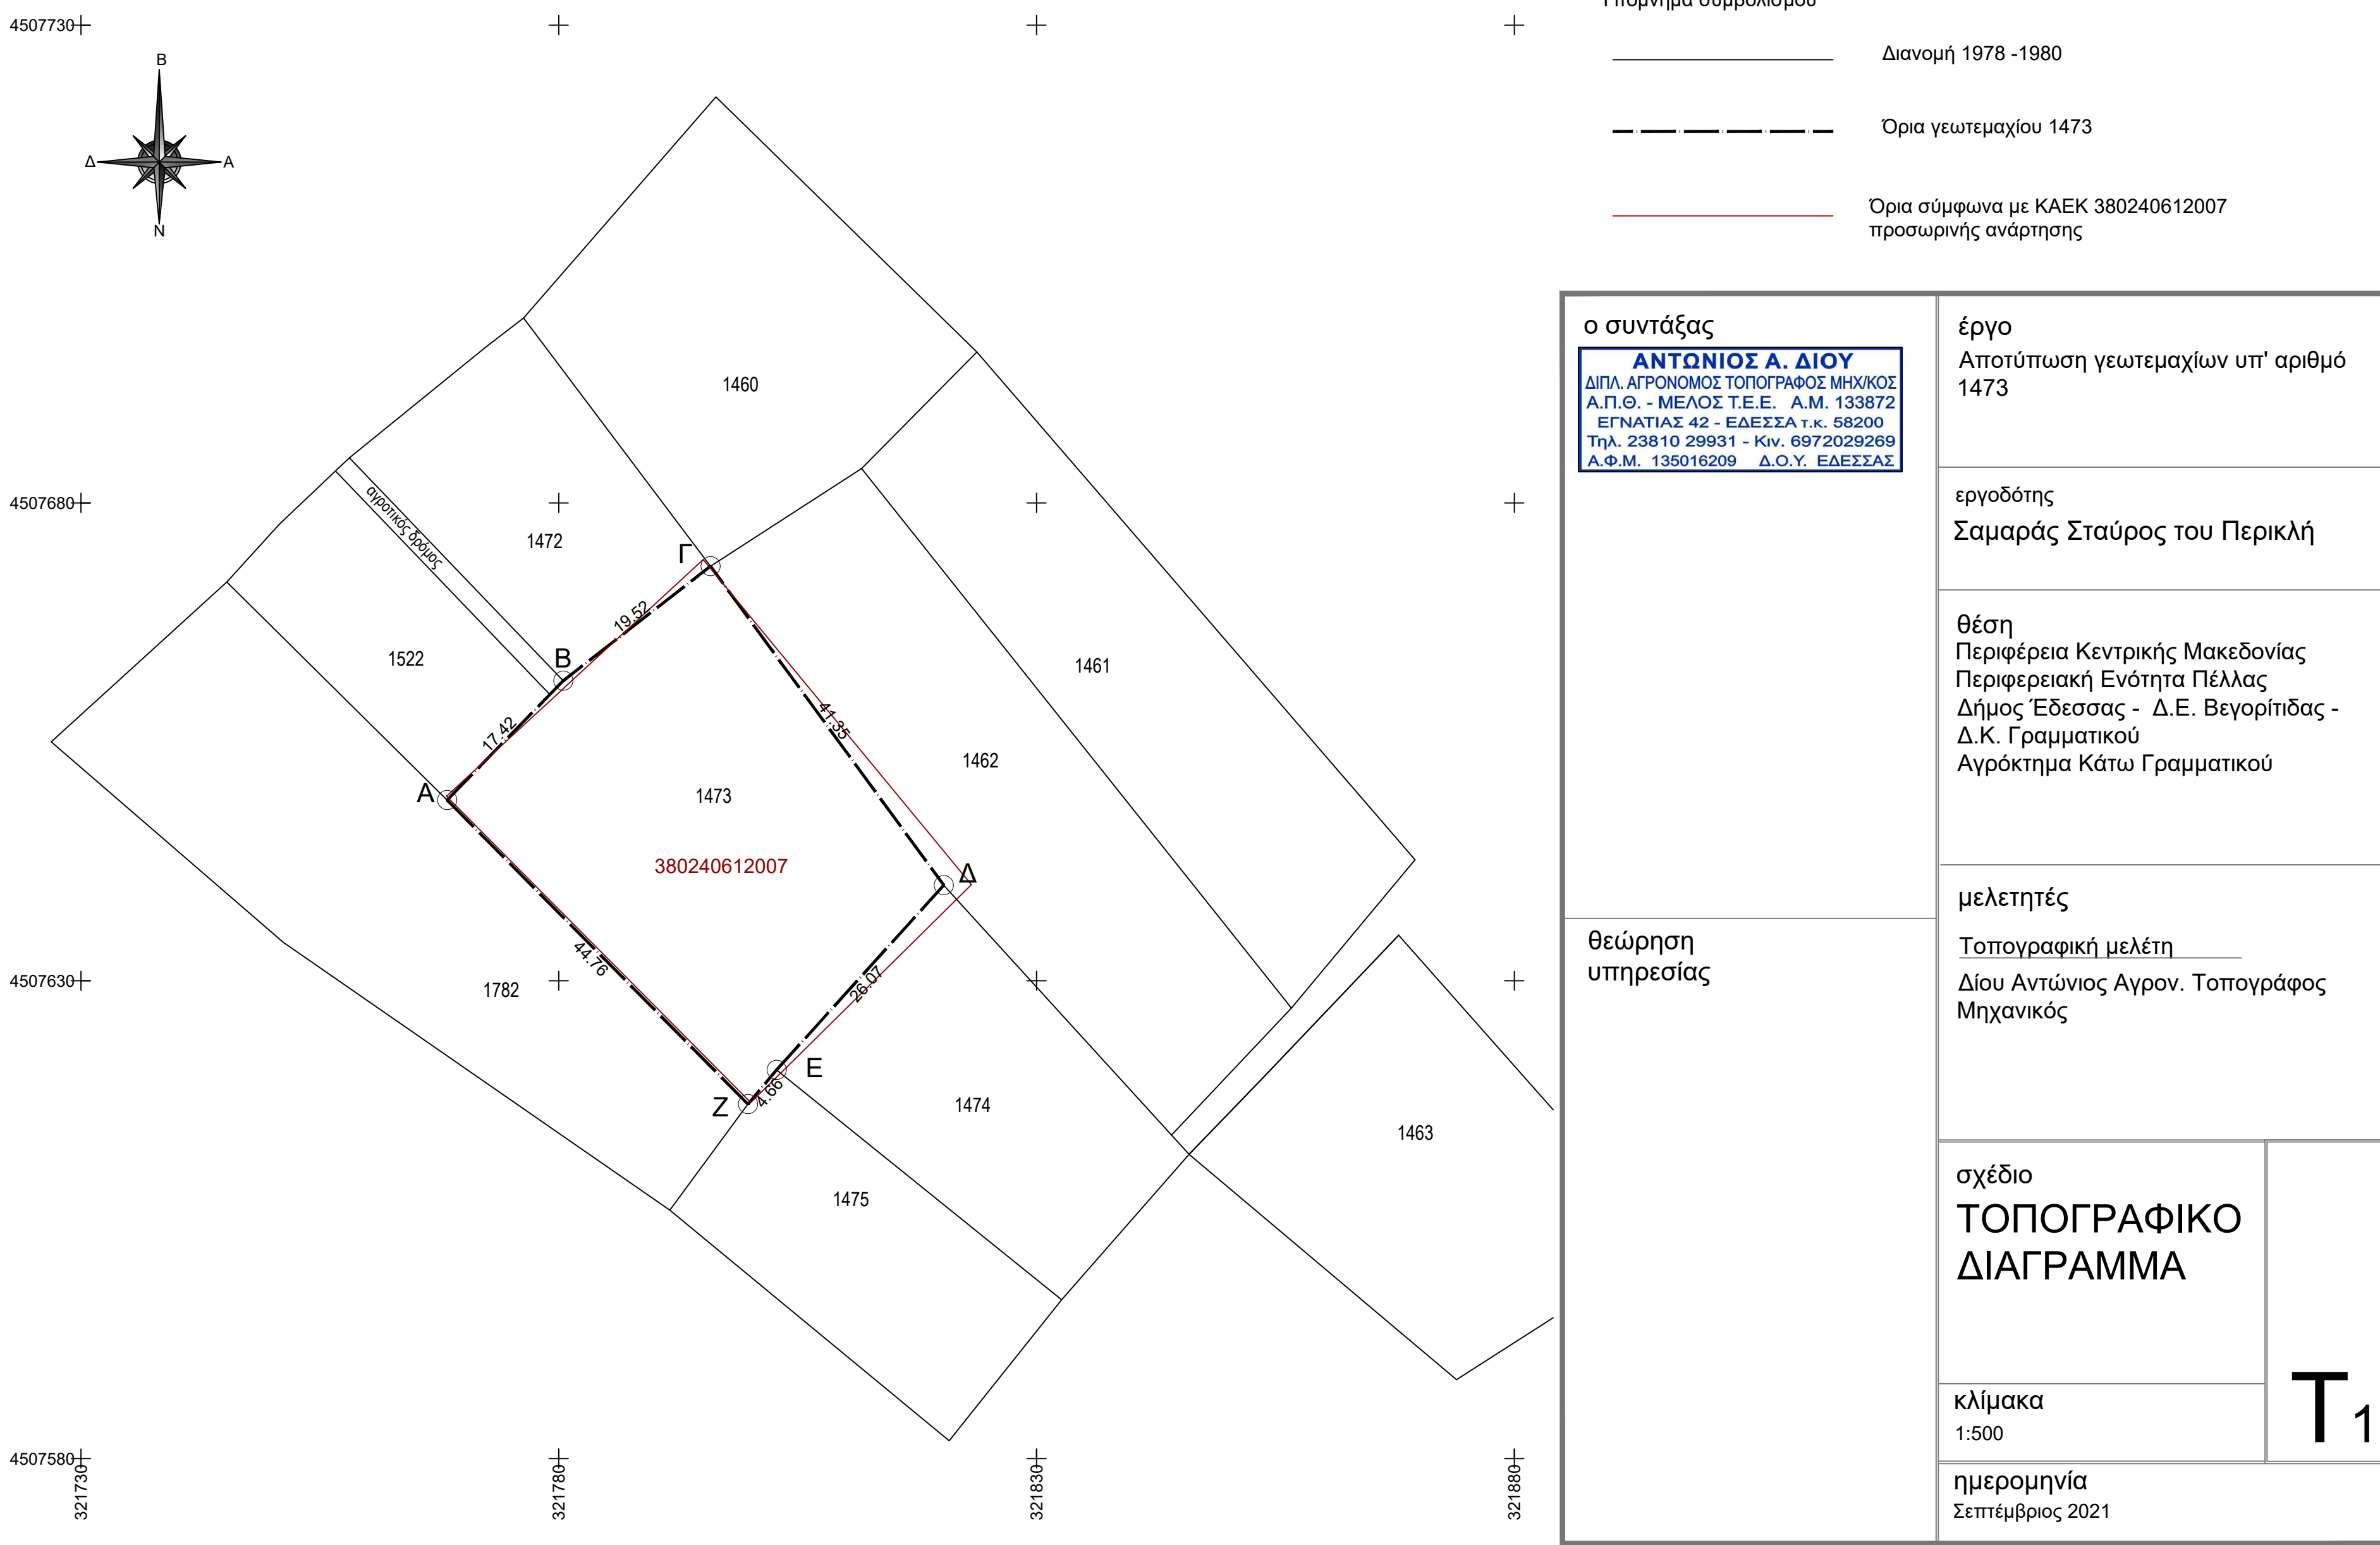 Υπόμνημα συμβολισμού
Διανομή 1978 -1980
Όρια γεωτεμαχίου 1473
Όρια σύμφωνα με ΚΑΕΚ 380240612007
προσωρινής ανάρτησης
4507730
4507680
4507630
4507580
321730
321780
321830
321880
Β
Δ
Α
Ν
1460
1472
αγροτικός δρόμος
1522
1461
1462
1473
380240612007
1782
1474
1475
1463
Α
Β
Γ
Δ
Ε
Ζ
17.42
19.52
41.35
26.07
4.66
44.76
ο συντάξας
ΑΝΤΩΝΙΟΣ Α. ΔΙΟΥ
ΔΙΠΛ. ΑΓΡΟΝΟΜΟΣ ΤΟΠΟΓΡΑΦΟΣ ΜΗΧ/ΚΟΣ
Α.Π.Θ. - ΜΕΛΟΣ Τ.Ε.Ε. Α.Μ. 133872
ΕΓΝΑΤΙΑΣ 42 - ΕΔΕΣΣΑ τ.κ. 58200
Τηλ. 23810 29931 - Κιν. 6972029269
Α.Φ.Μ. 135016209 Δ.Ο.Υ. ΕΔΕΣΣΑΣ
θεώρηση
υπηρεσίας
έργο
Αποτύπωση γεωτεμαχίων υπ' αριθμό
1473
εργοδότης
Σαμαράς Σταύρος του Περικλή
θέση
Περιφέρεια Κεντρικής Μακεδονίας
Περιφερειακή Ενότητα Πέλλας
Δήμος Έδεσσας - Δ.Ε. Βεγορίτιδας -
Δ.Κ. Γραμματικού
Αγρόκτημα Κάτω Γραμματικού
μελετητές
Τοπογραφική μελέτη
Δίου Αντώνιος Αγρον. Τοπογράφος
Μηχανικός
σχέδιο
ΤΟΠΟΓΡΑΦΙΚΟ
ΔΙΑΓΡΑΜΜΑ
κλίμακα
1:500
Τ1
ημερομηνία
Σεπτέμβριος 2021